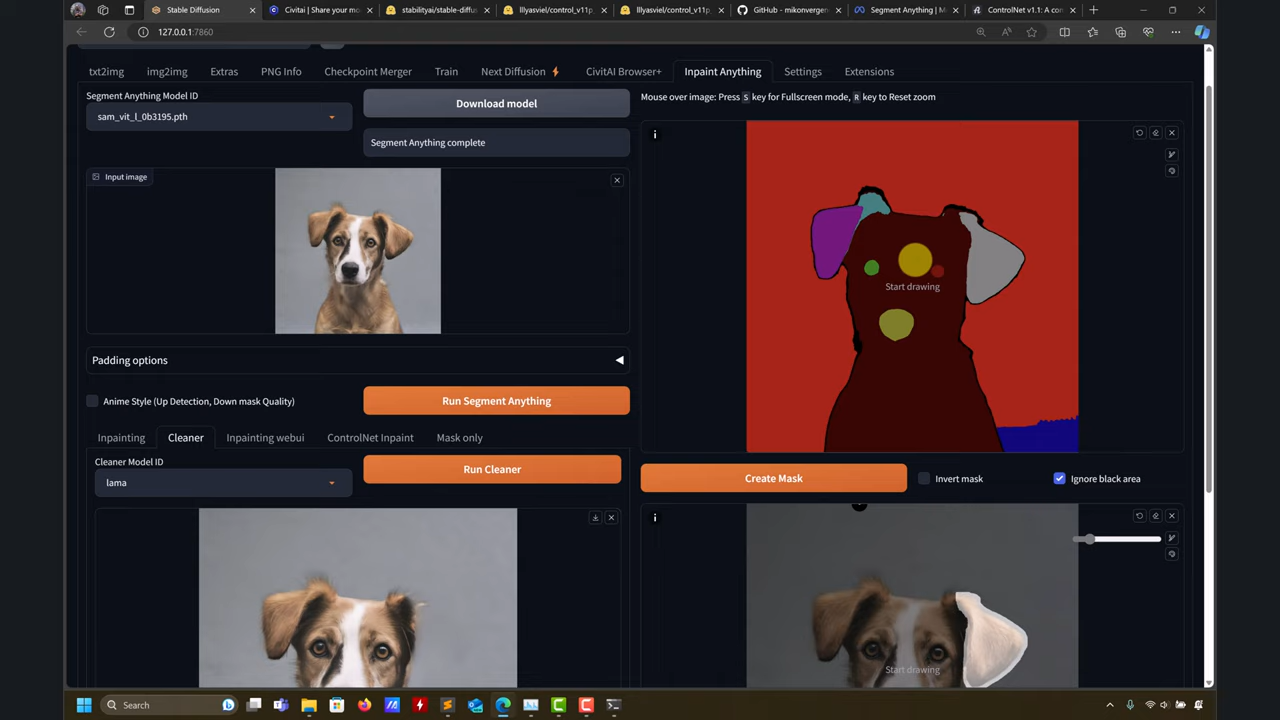 Stable Diffusion
Civitai | Share your m
stabilityai/stable-diffus
lllyasviel/control_v11p
lllyasviel/control_v11p
GitHub - mikonvergen
Segment Anything | M
ControlNet v1.1: A con
127.0.0.1:7860
txt2img
img2img
Extras
PNG Info
Checkpoint Merger
Train
Next Diffusion
CivitAI Browser+
Inpaint Anything
Settings
Extensions
Segment Anything Model ID
sam_vit_l_0b3195.pth
Download model
Segment Anything complete
Input image
Padding options
Anime Style (Up Detection, Down mask Quality)
Run Segment Anything
Inpainting
Cleaner
Inpainting webui
ControlNet Inpaint
Mask only
Cleaner Model ID
lama
Run Cleaner
Mouse over image: Press S key for Fullscreen mode, R key to Reset zoom
Start drawing
Create Mask
Invert mask
Ignore black area
Start drawing
Search